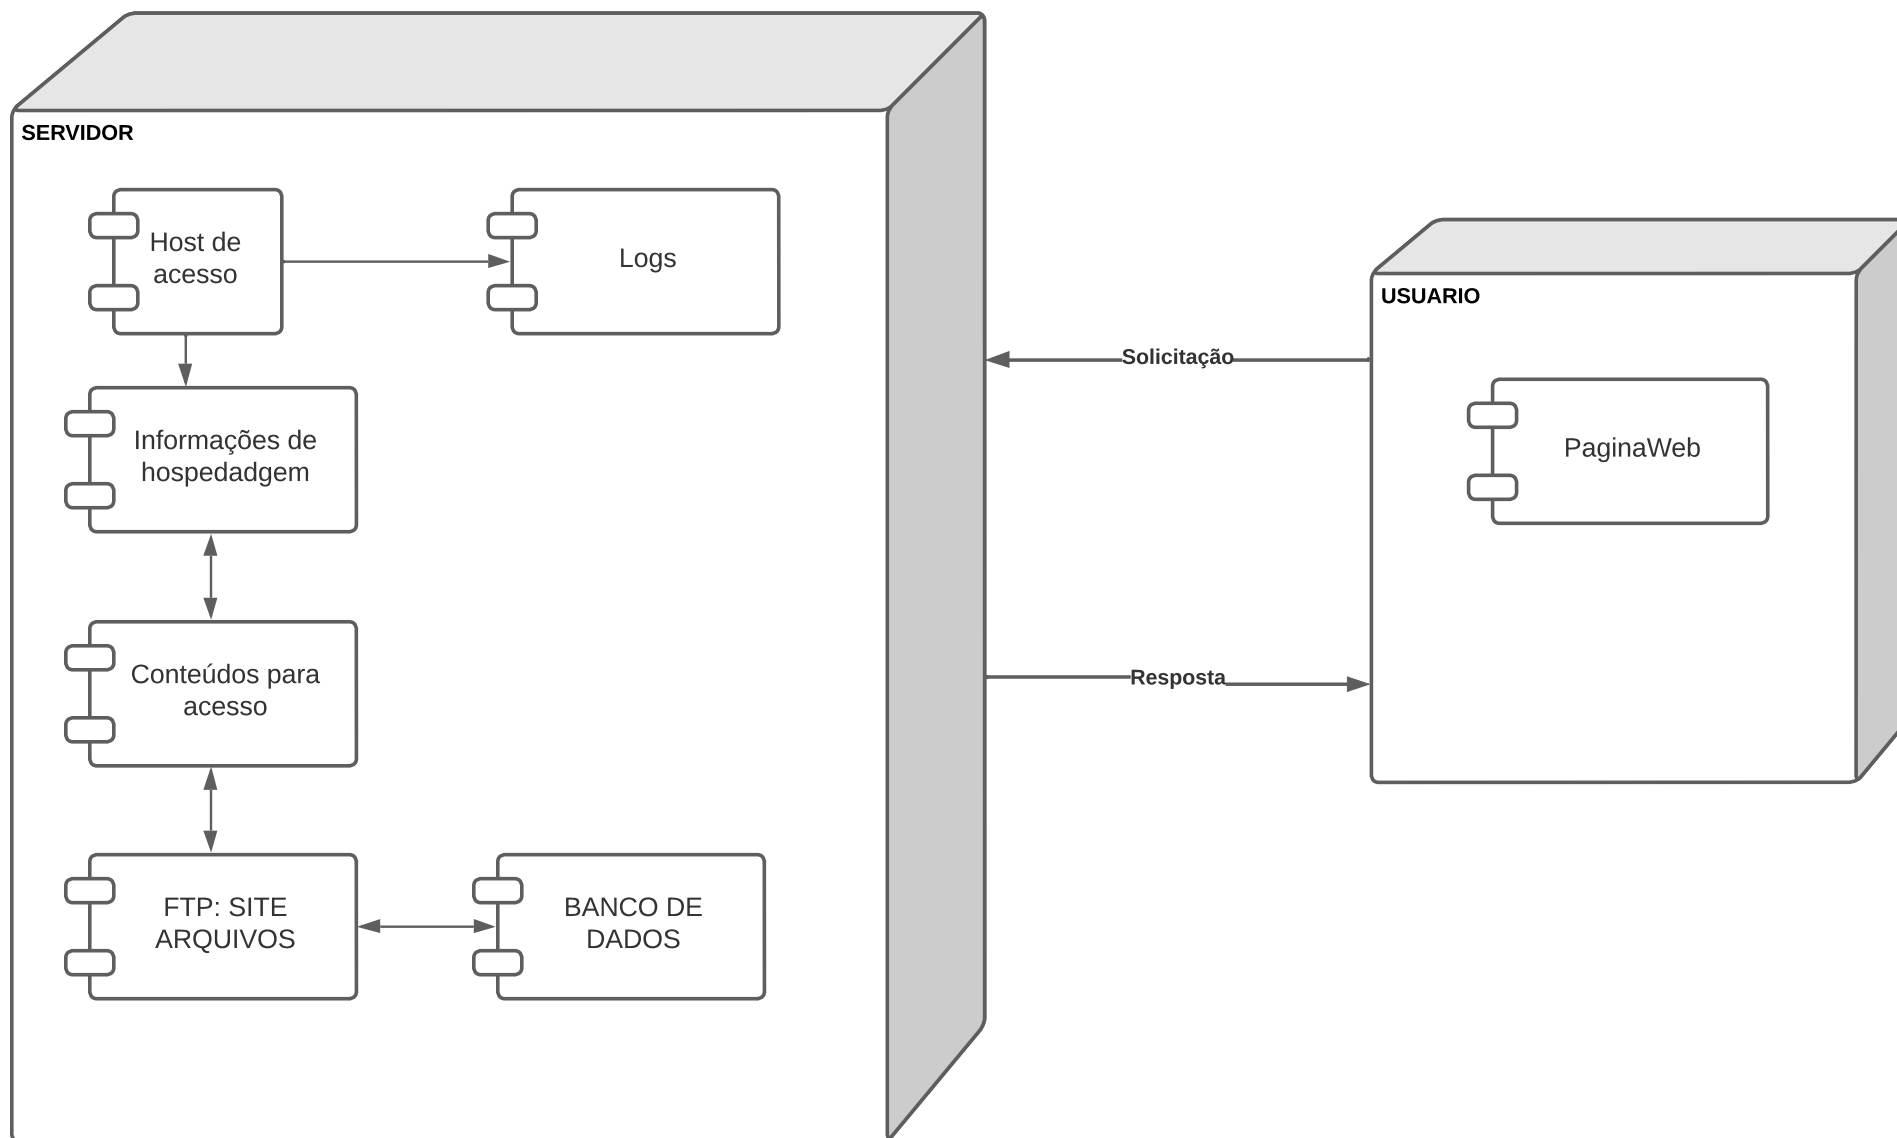 SERVIDOR
Host de
acesso
Logs
Informações de
hospedadgem
Conteúdos para
acesso
FTP: SITE
ARQUIVOS
BANCO DE
DADOS
Solicitação
Resposta
USUARIO
PaginaWeb